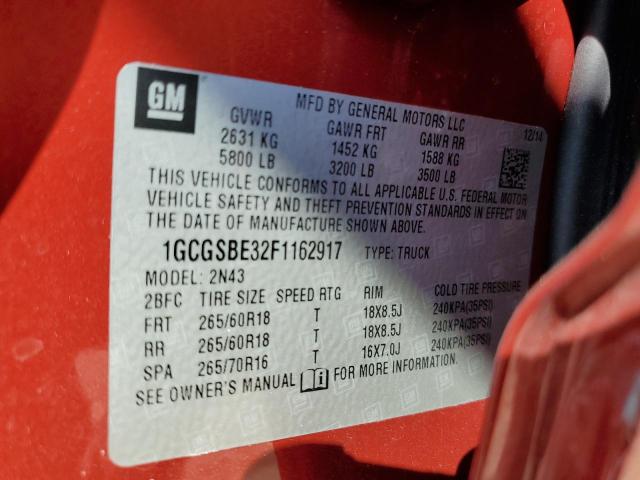 GM
MFD BY GENERAL MOTORS LLC
12/14
GVWR GAWR FRT GAWR RR
2631 KG 1452 KG 1588 KG
5800 LB 3200 LB 3500 LB
THIS VEHICLE CONFORMS TO ALL APPLICABLE U.S. FEDERAL MOTOR
VEHICLE SAFETY AND THEFT PREVENTION STANDARDS IN EFFECT ON
THE DATE OF MANUFACTURE SHOWN ABOVE.
1GCGSBE32F1162917 TYPE: TRUCK
MODEL: 2N43
2BFC TIRE SIZE SPEED RTG RIM COLD TIRE PRESSURE
FRT 265/60R18 T 18X8.5J 240KPA(35PSI)
RR 265/60R18 T 18X8.5J 240KPA(35PSI)
SPA 265/70R16 T 16X7.0J 240KPA(35PSI)
SEE OWNER'S MANUAL FOR MORE INFORMATION.